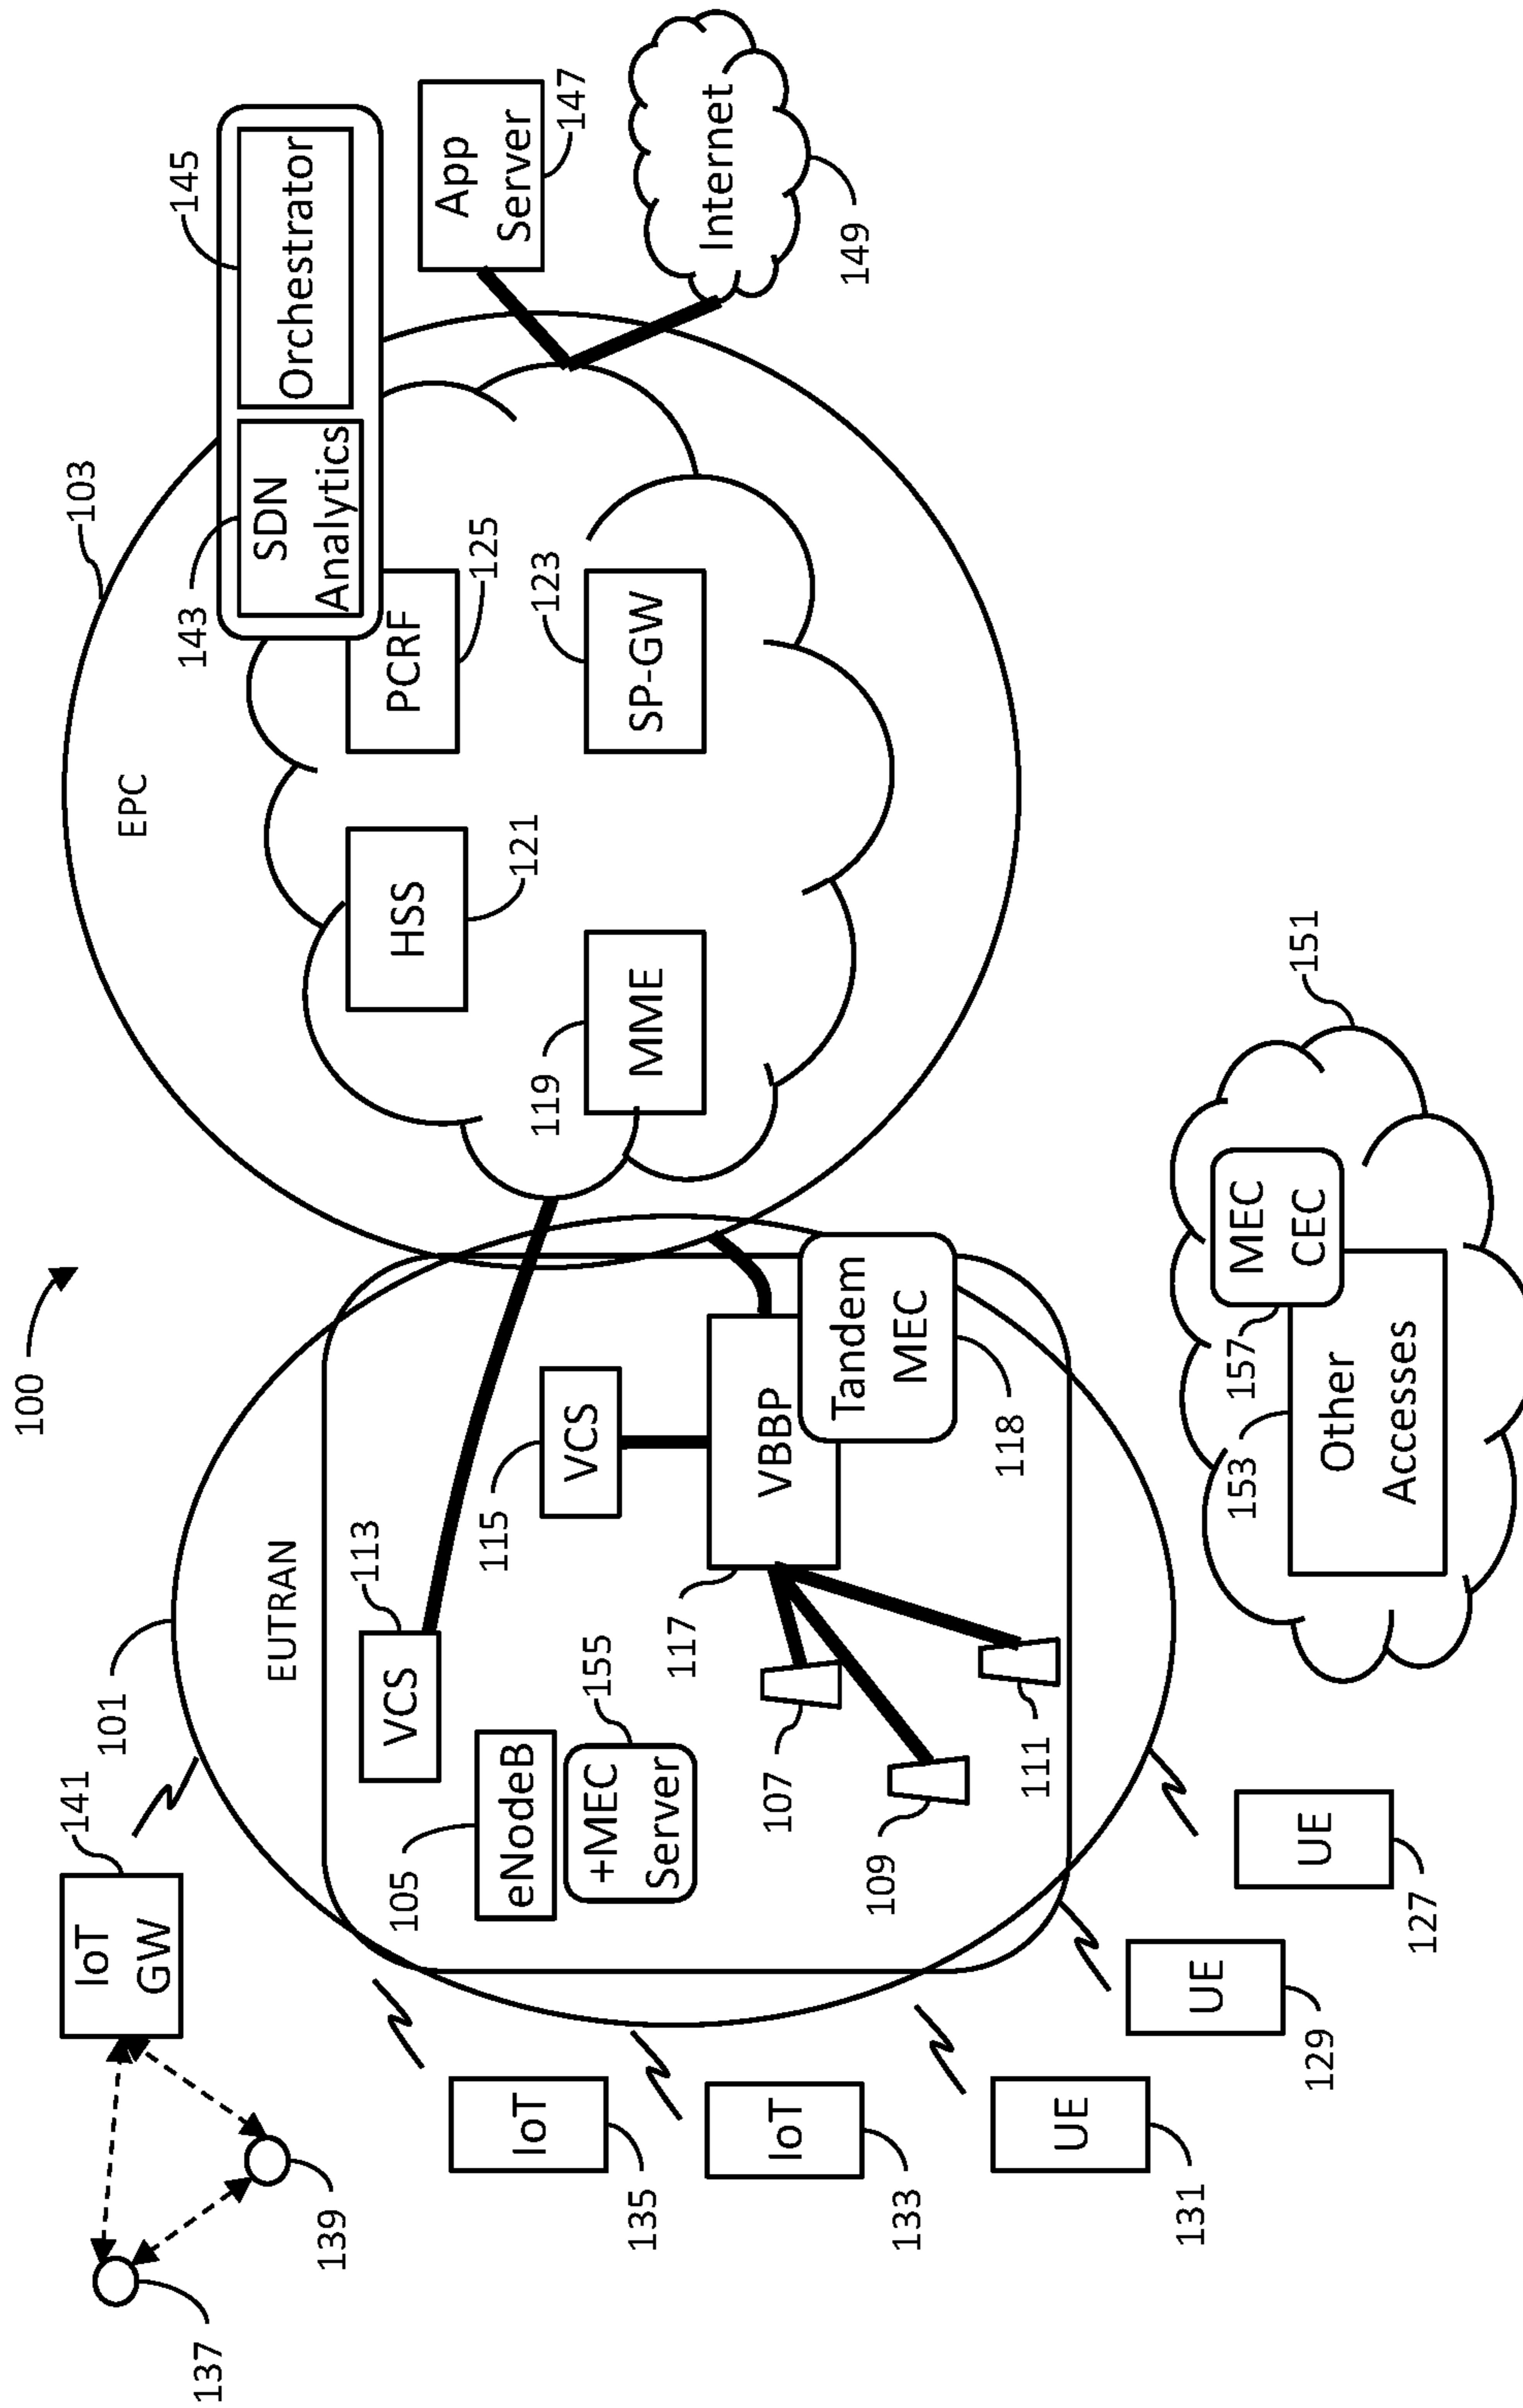 100
103
EPC
143
SDN
Analytics
145
Orchestrator
App
Server
147
Internet
149
PCRF
125
SP-GW
123
HSS
121
MME
119
101
EUTRAN
VCS
113
VCS
115
eNodeB
105
+MEC
Server
155
VBBP
117
Tandem
MEC
118
107
109
111
IoT
GW
141
137
139
IoT
135
IoT
133
UE
131
UE
129
UE
127
151
MEC
CEC
157
Other
Accesses
153